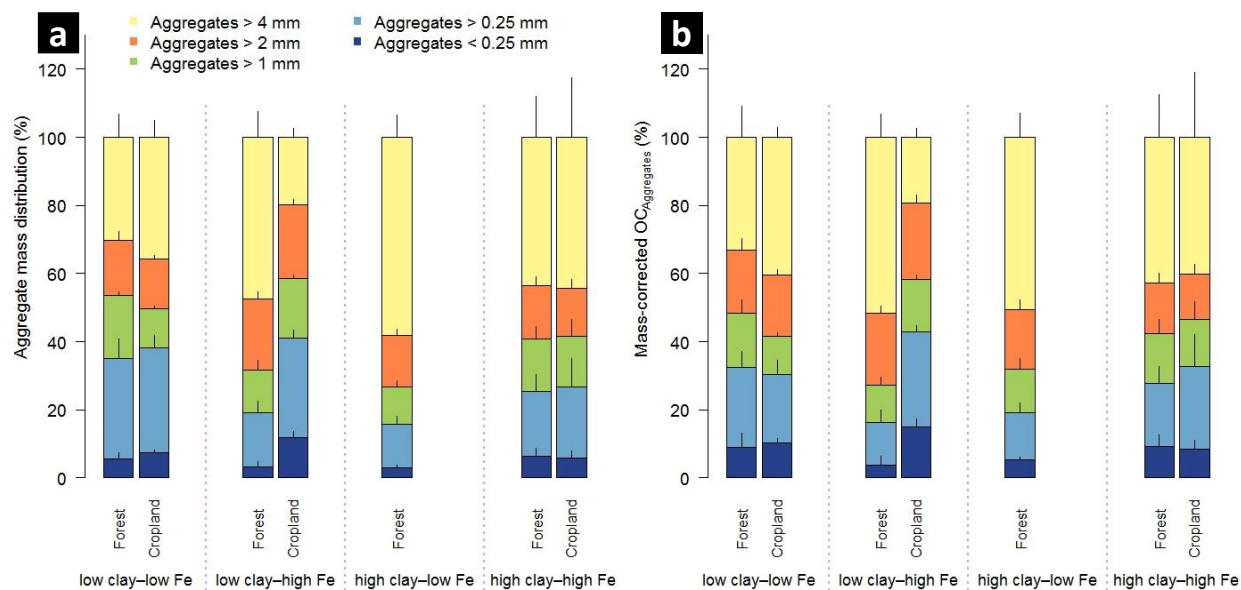 a
Aggregates > 4 mm
Aggregates > 2 mm
Aggregates > 1 mm
Aggregates > 0.25 mm
Aggregates < 0.25 mm
Aggregate mass distribution (%)
120
100
80
60
40
20
0
Forest
Cropland
Forest
Cropland
Forest
Forest
Cropland
low clay–low Fe
low clay–high Fe
high clay–low Fe
high clay–high Fe
b
Mass-corrected OCAggregates (%)
120
100
80
60
40
20
0
Forest
Cropland
Forest
Cropland
Forest
Forest
Cropland
low clay–low Fe
low clay–high Fe
high clay–low Fe
high clay–high Fe